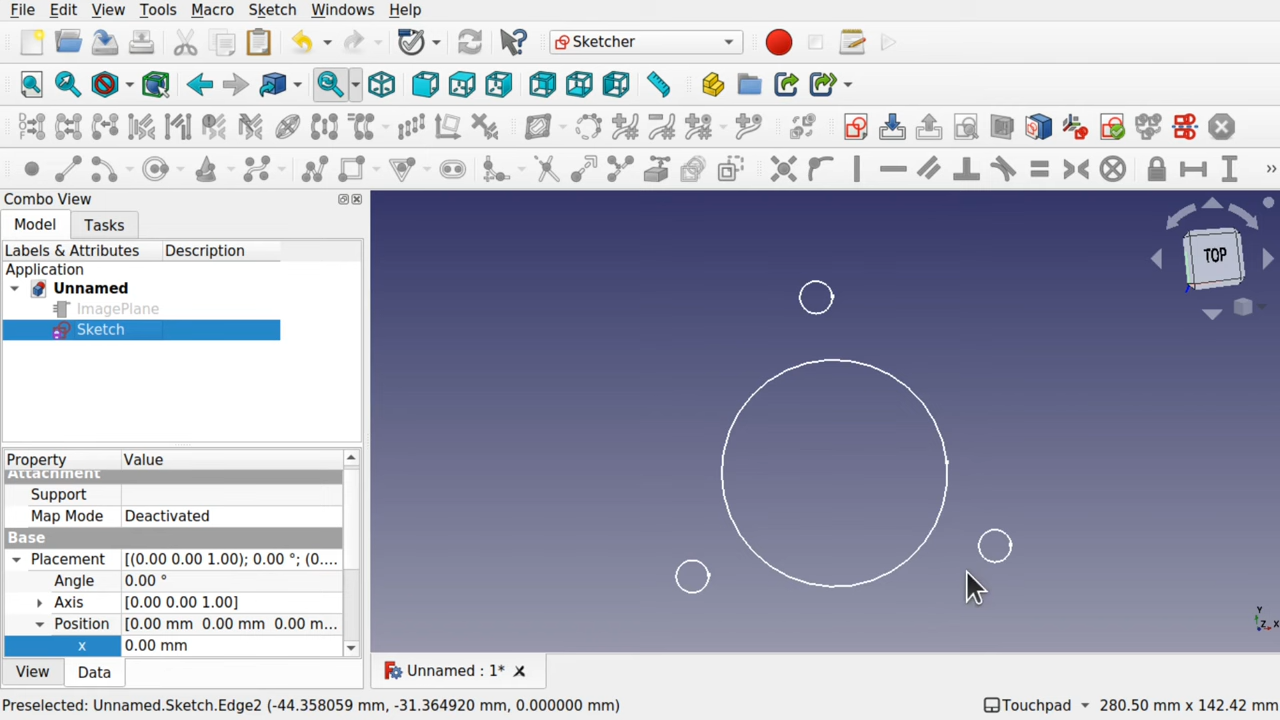 File Edit View Tools Macro Sketch Windows Help
Sketcher
Combo View
Model Tasks
Labels & Attributes Description
Application
Unnamed
ImagePlane
Sketch
Property Value
Attachment
Support
Map Mode Deactivated
Base
Placement [(0.00 0.00 1.00); 0.00 °; (0....
Angle 0.00 °
Axis [0.00 0.00 1.00]
Position [0.00 mm 0.00 mm 0.00 m...
x 0.00 mm
View Data
TOP
Y
Z X
Unnamed : 1*
Preselected: Unnamed.Sketch.Edge2 (-44.358059 mm, -31.364920 mm, 0.000000 mm)
Touchpad 280.50 mm x 142.42 mm